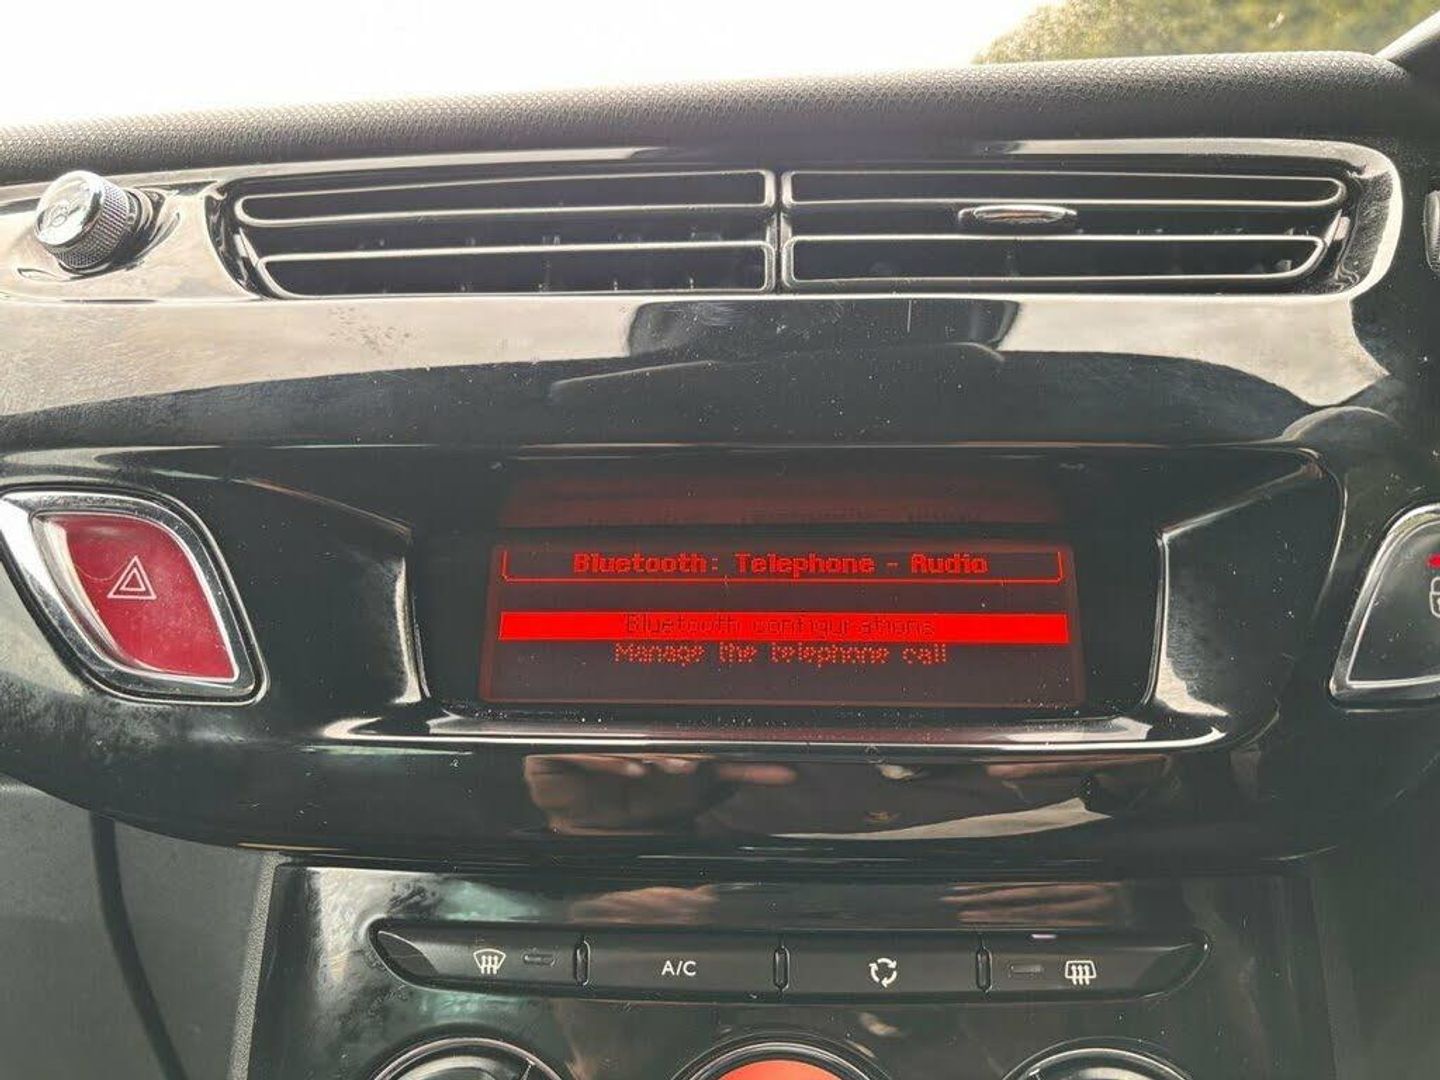 Bluetooth: Telephone - Audio
Bluetooth configurations
Manage the telephone call
A/C